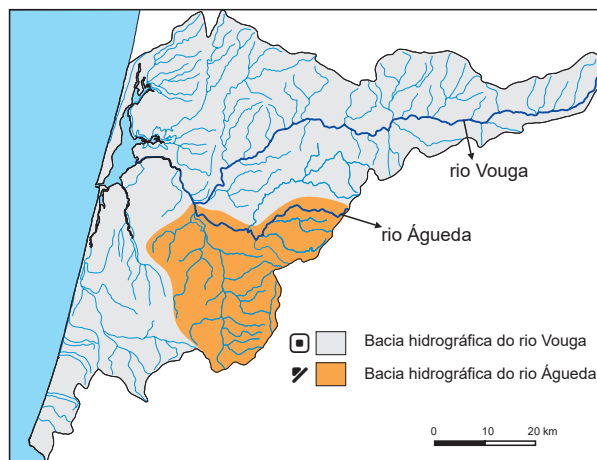 rio Vouga
rio Águeda
Bacia hidrográfica do rio Vouga
Bacia hidrográfica do rio Águeda
0 10 20 km